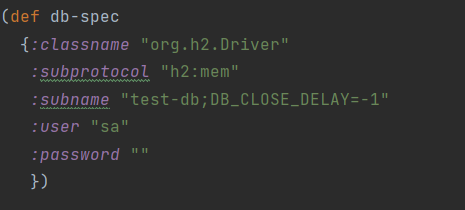 (def db-spec
{:classname "org.h2.Driver"
:subprotocol "h2:mem"
:subname "test-db;DB_CLOSE_DELAY=-1"
:user "sa"
:password ""
})